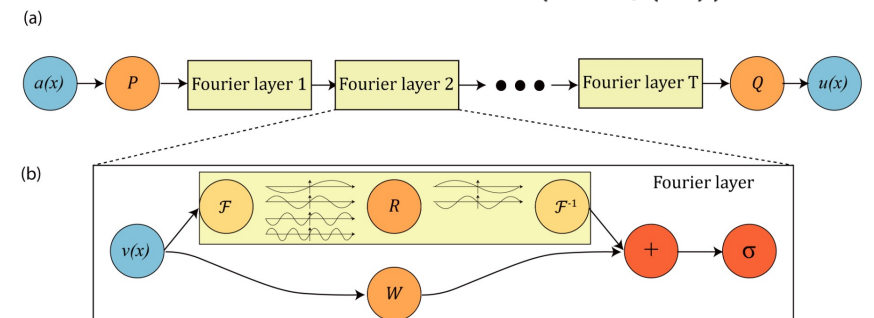 (a)
a(x) P Fourier layer 1 Fourier layer 2 Fourier layer T Q u(x)
(b)
Fourier layer
F R F⁻¹
v(x) + σ
W